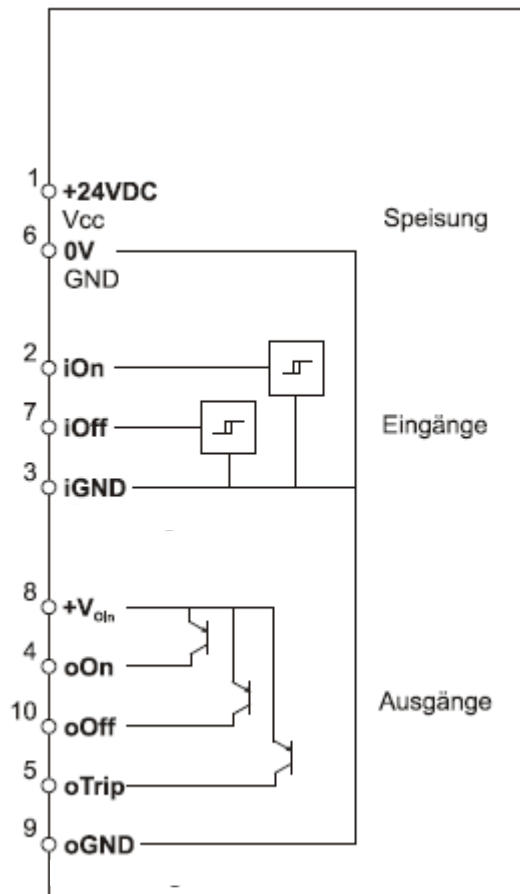 1 +24VDC
Vcc
Speisung
6 0V
GND
2 iOn
7 iOff
Eingänge
3 iGND
8 +V
4 oOn
10 oOff
Ausgänge
5 oTrip
9 oGND